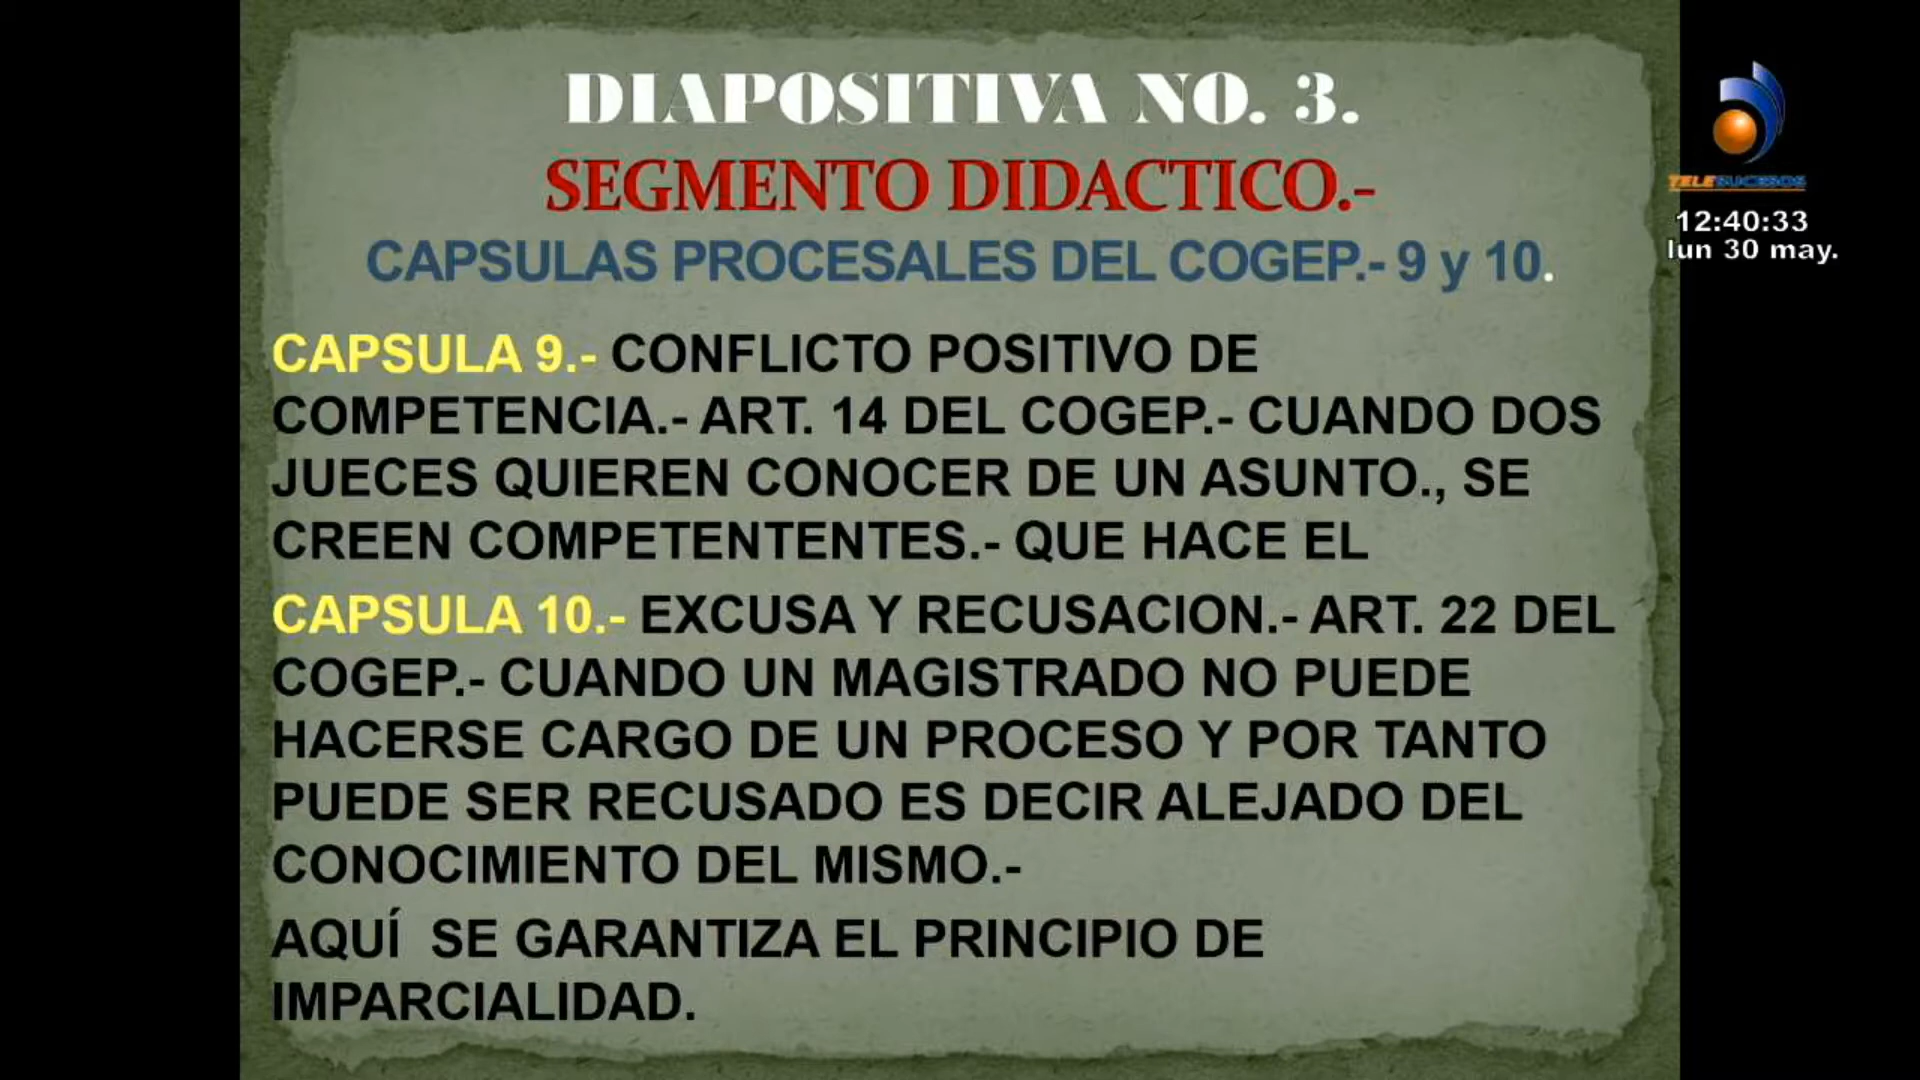 DIAPOSITIVA NO. 3.
SEGMENTO DIDACTICO.-
CAPSULAS PROCESALES DEL COGEP.- 9 y 10.
CAPSULA 9.- CONFLICTO POSITIVO DE
COMPETENCIA.- ART. 14 DEL COGEP.- CUANDO DOS
JUECES QUIEREN CONOCER DE UN ASUNTO., SE
CREEN COMPETENTENTES.- QUE HACE EL
CAPSULA 10.- EXCUSA Y RECUSACION.- ART. 22 DEL
COGEP.- CUANDO UN MAGISTRADO NO PUEDE
HACERSE CARGO DE UN PROCESO Y POR TANTO
PUEDE SER RECUSADO ES DECIR ALEJADO DEL
CONOCIMIENTO DEL MISMO.-
AQUÍ SE GARANTIZA EL PRINCIPIO DE
IMPARCIALIDAD.
TELESUCESOS
12:40:33
lun 30 may.